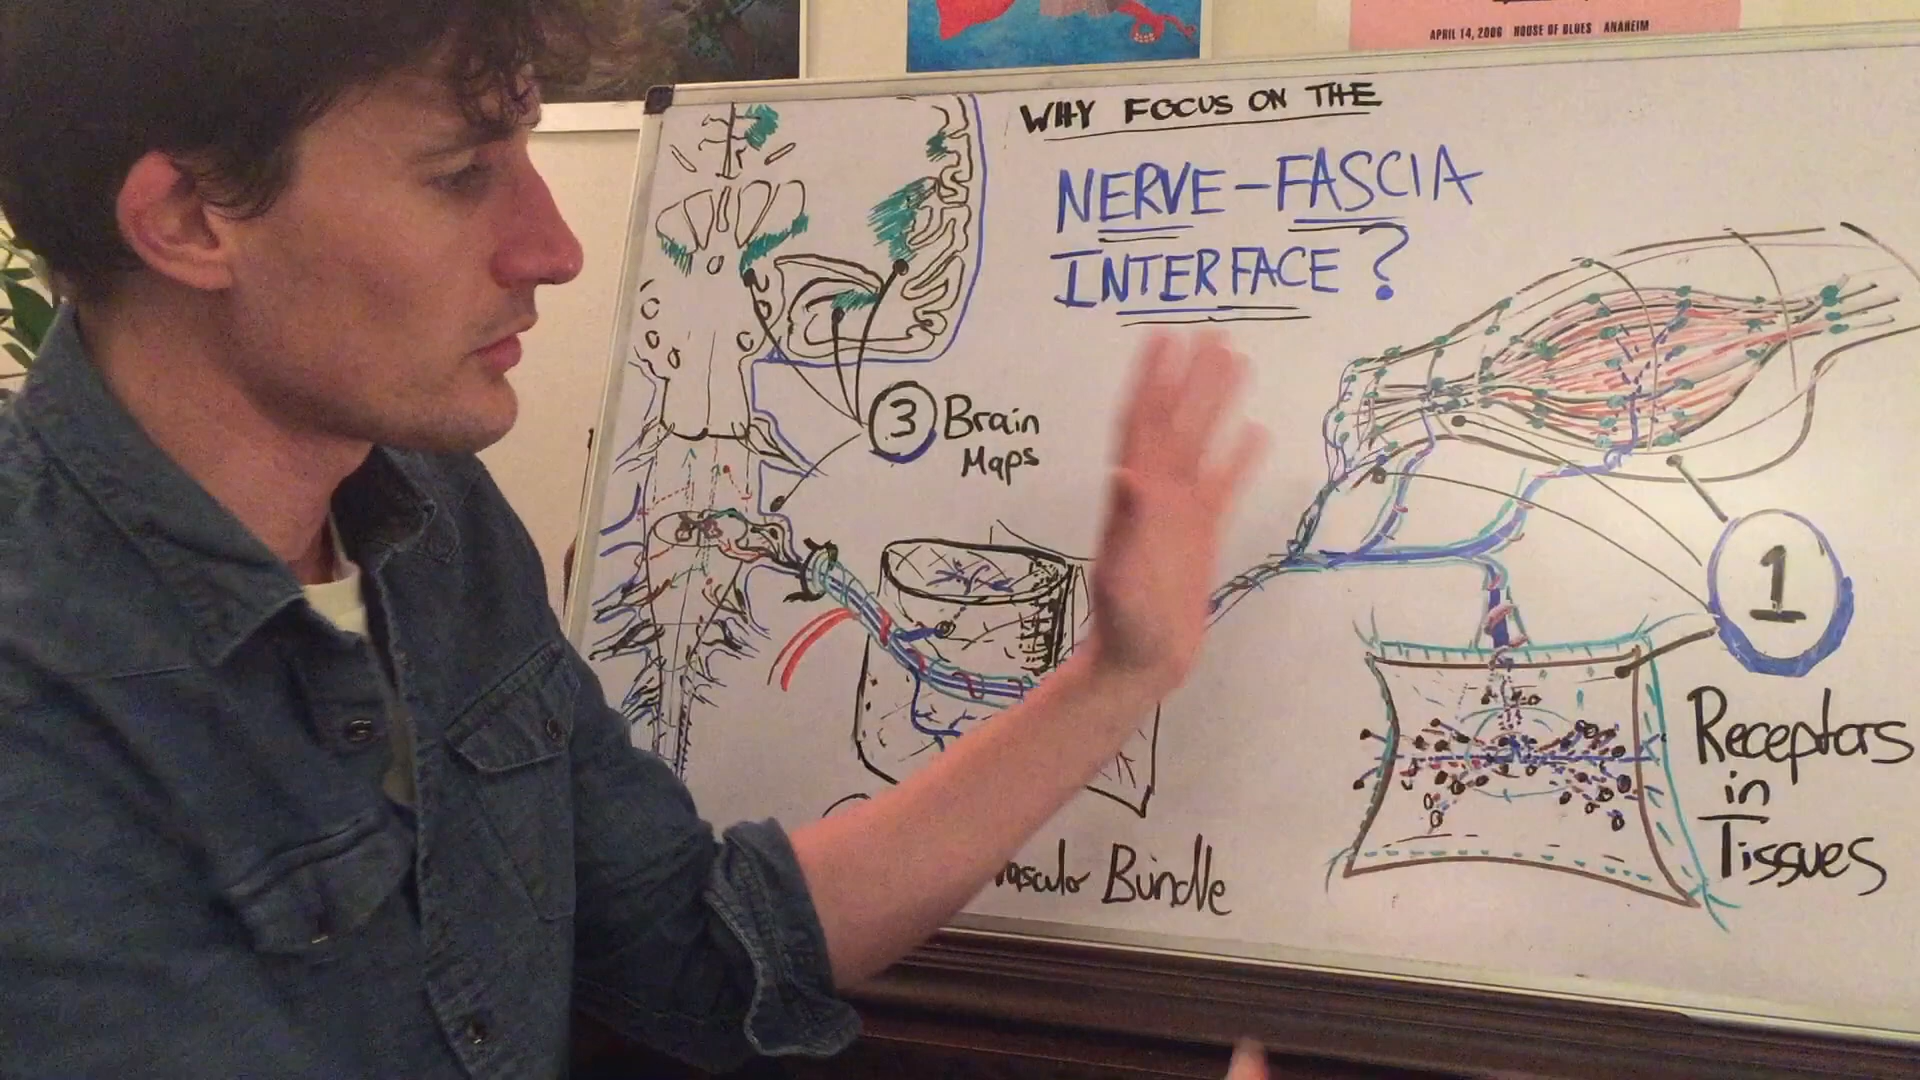 APRIL 14, 2006 HOUSE OF BLUES ANAHEIM
WHY FOCUS ON THE
NERVE-FASCIA
INTERFACE?
3 Brain
Maps
1
Receptors
in
Tissues
Bundle